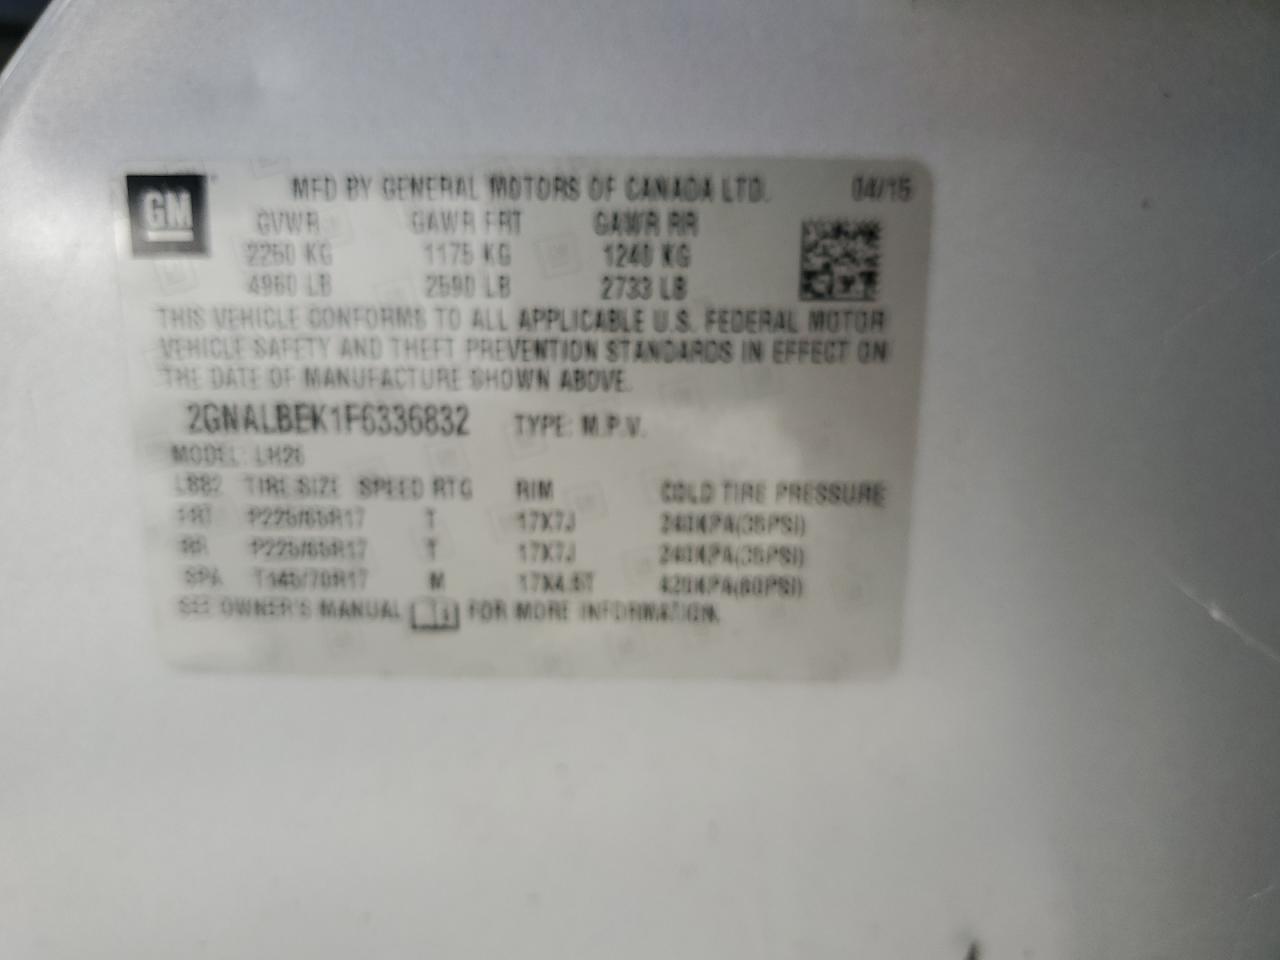 GM
MFD BY GENERAL MOTORS OF CANADA LTD. 04/15
GVWR GAWR FRT GAWR RR
2250 KG 1175 KG 1240 KG
4960 LB 2590 LB 2733 LB
THIS VEHICLE CONFORMS TO ALL APPLICABLE U.S. FEDERAL MOTOR
VEHICLE SAFETY AND THEFT PREVENTION STANDARDS IN EFFECT ON
THE DATE OF MANUFACTURE SHOWN ABOVE.
2GNALBEK1F6336832 TYPE: M.P.V.
MODEL: LH26
TIRE SIZE SPEED RTG RIM COLD TIRE PRESSURE
FRT P225/65R17 T 17X7J 240KPA(35PSI)
RR P225/65R17 T 17X7J 240KPA(35PSI)
SPA T145/70R17 M 17X4.5T 420KPA(60PSI)
SEE OWNER'S MANUAL FOR MORE INFORMATION.